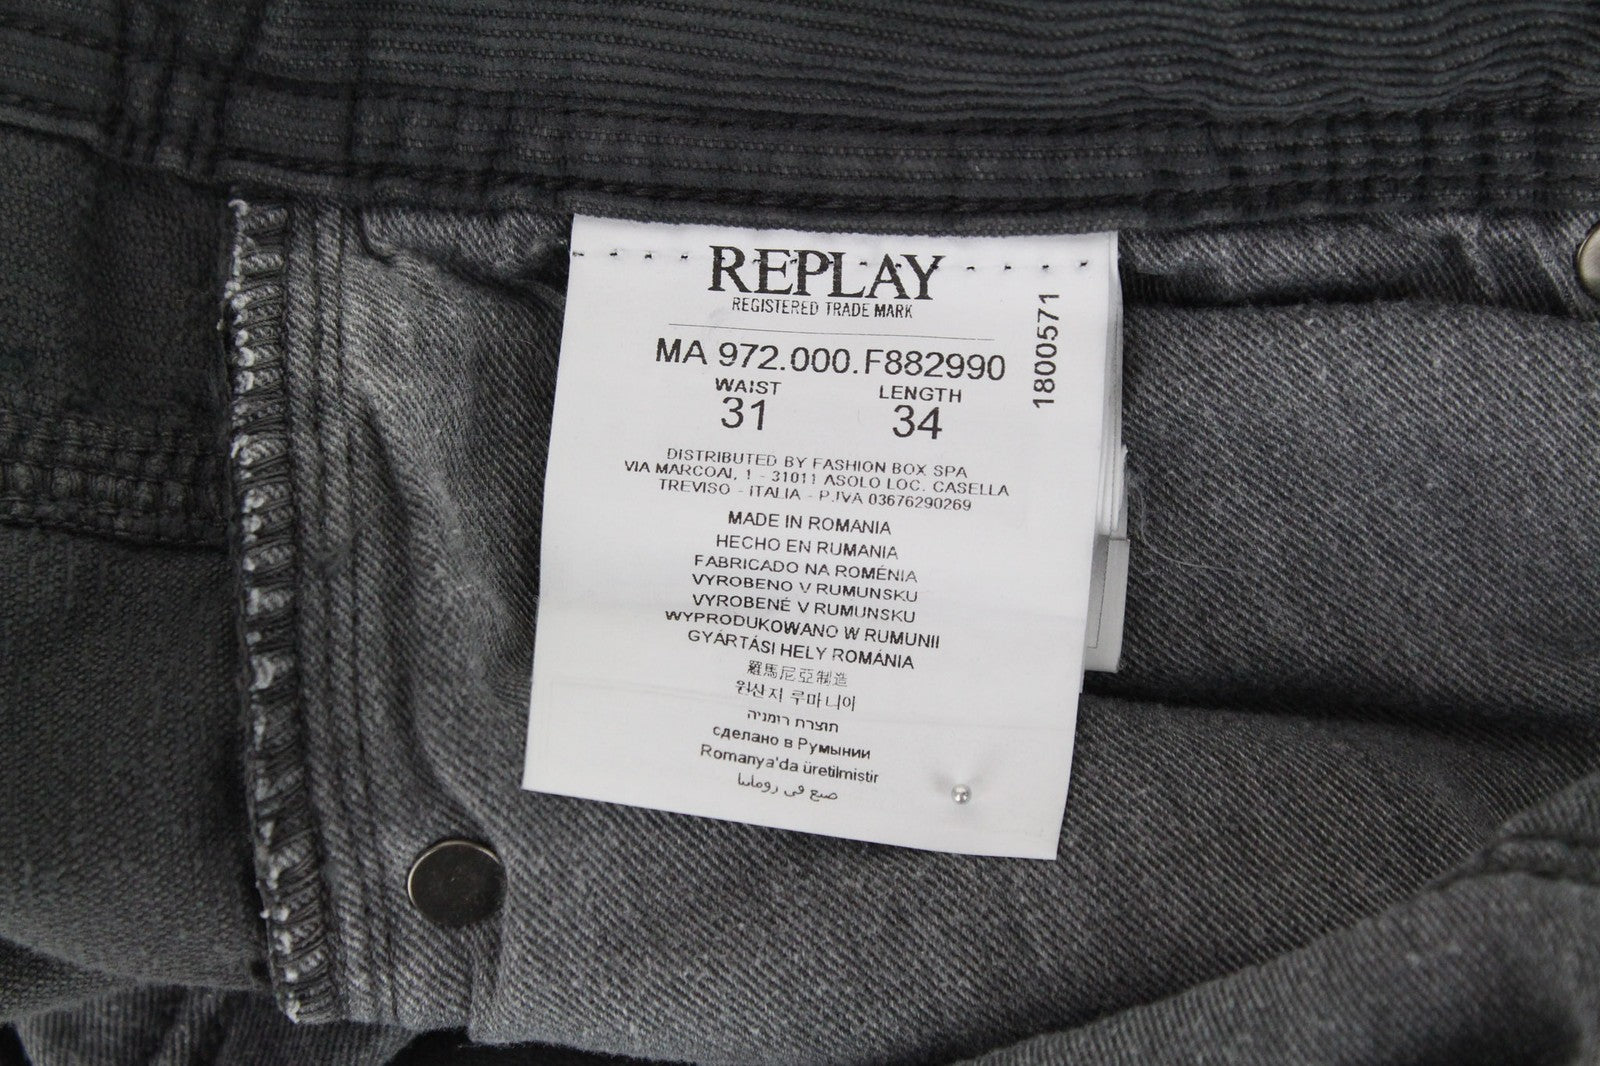 REPLAY
REGISTERED TRADE MARK
MA 972.000.F882990
WAIST LENGTH
31 34
1800571
DISTRIBUTED BY FASHION BOX SPA
VIA MARCOAI, 1 - 31011 ASOLO LOC. CASELLA
TREVISO - ITALIA - P.IVA 03676290269
MADE IN ROMANIA
HECHO EN RUMANIA
FABRICADO NA ROMÉNIA
VYROBENO V RUMUNSKU
VYROBENÉ V RUMUNSKU
WYPRODUKOWANO W RUMUNII
GYÁRTÁSI HELY ROMÁNIA
羅馬尼亞制造
원산지 루마니아
תוצרת רומניה
сделано в Румынии
Romanya'da üretilmistir
صنع في رومانيا